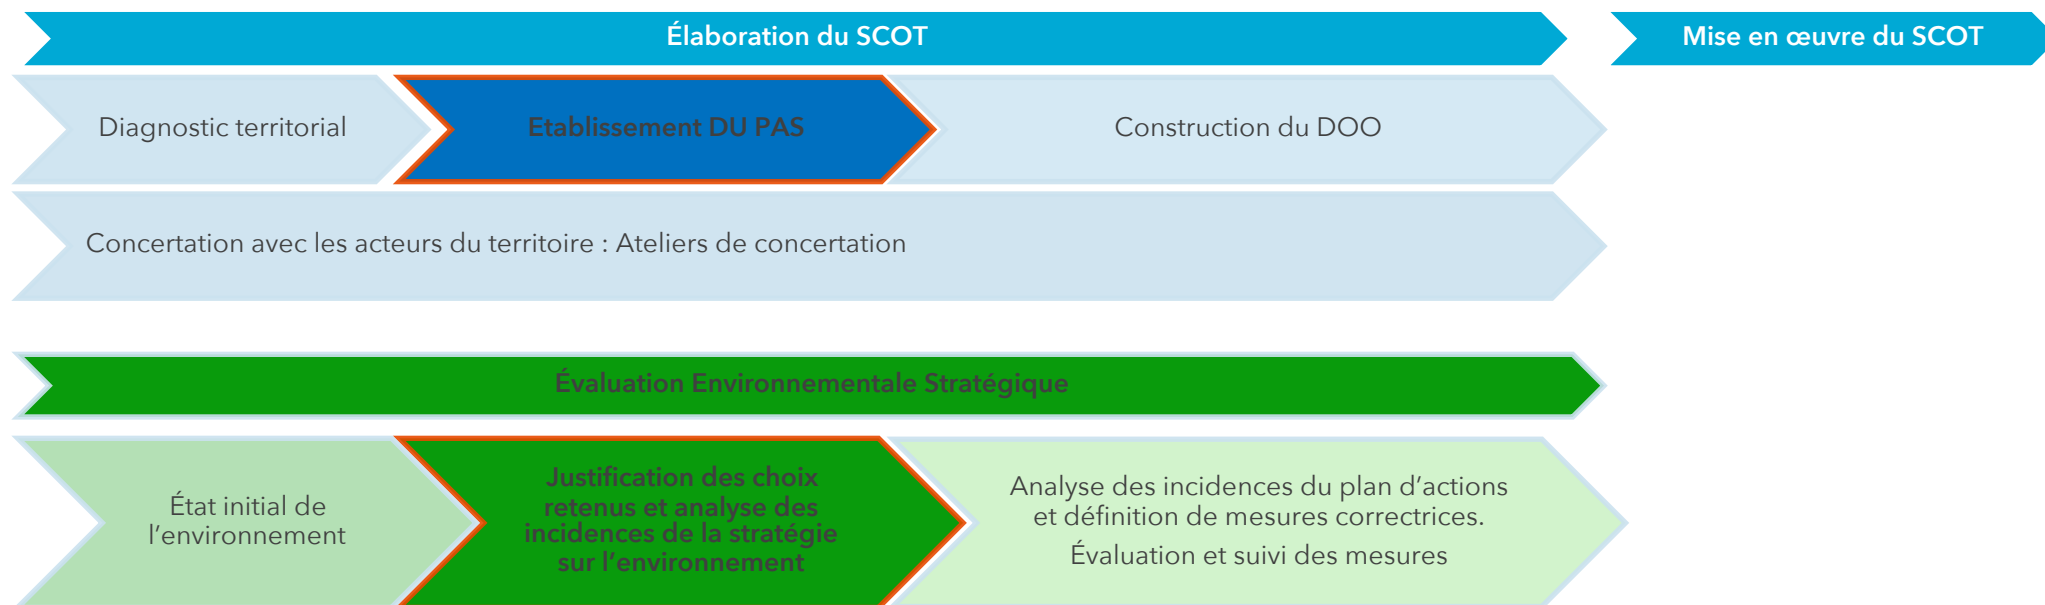 Élaboration du SCOT
Mise en œuvre du SCOT
Diagnostic territorial
Etablissement DU PAS
Construction du DOO
Concertation avec les acteurs du territoire : Ateliers de concertation
Évaluation Environnementale Stratégique
État initial de
l'environnement
Justification des choix
retenus et analyse des
incidences de la stratégie
sur l'environnement
Analyse des incidences du plan d'actions
et définition de mesures correctrices.
Évaluation et suivi des mesures